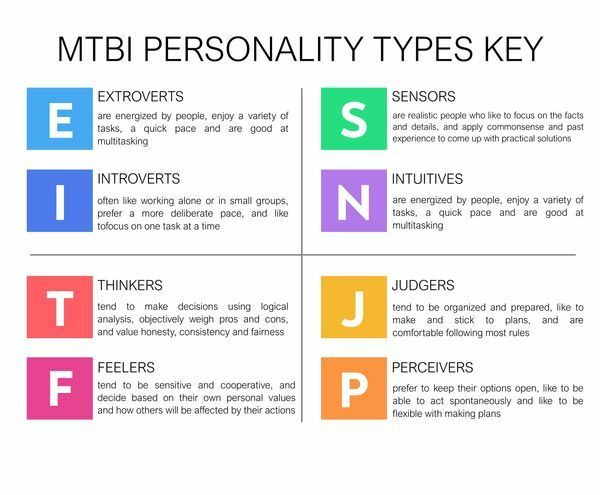 MTBI PERSONALITY TYPES KEY
E
EXTROVERTS
are energized by people, enjoy a variety of
tasks, a quick pace and are good at
multitasking
I
INTROVERTS
often like working alone or in small groups,
prefer a more deliberate pace, and like
tofocus on one task at a time
S
SENSORS
are realistic people who like to focus on the facts
and details, and apply commonsense and past
experience to come up with practical solutions
N
INTUITIVES
are energized by people, enjoy a variety of
tasks, a quick pace and are good at
multitasking
T
THINKERS
tend to make decisions using logical
analysis, objectively weigh pros and cons,
and value honesty, consistency and fairness
F
FEELERS
tend to be sensitive and cooperative, and
decide based on their own personal values
and how others will be affected by their actions
J
JUDGERS
tend to be organized and prepared, like to
make and stick to plans, and are
comfortable following most rules
P
PERCEIVERS
prefer to keep their options open, like to be
able to act spontaneously and like to be
flexible with making plans